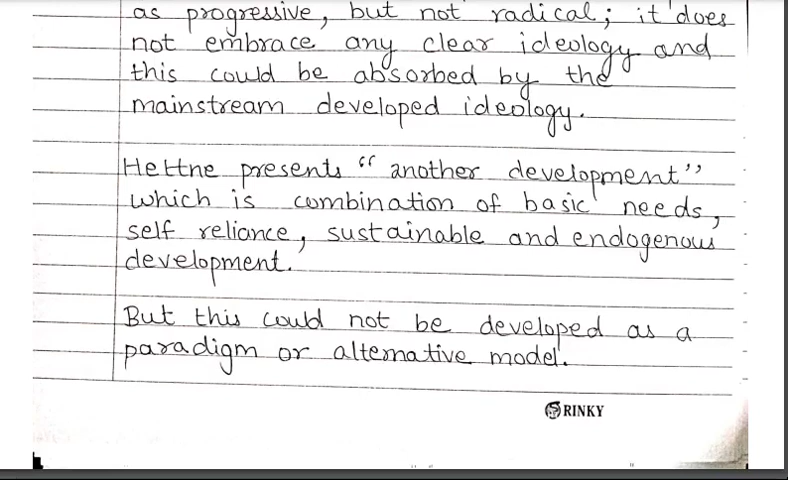 as progressive, but not radical; it does
not embrace any clear ideology and
this could be absorbed by the
mainstream developed ideology.
Hettne presents "another development"
which is combination of basic needs,
self reliance, sustainable and endogenous
development.
But this could not be developed as a
paradigm or alternative model.
RINKY